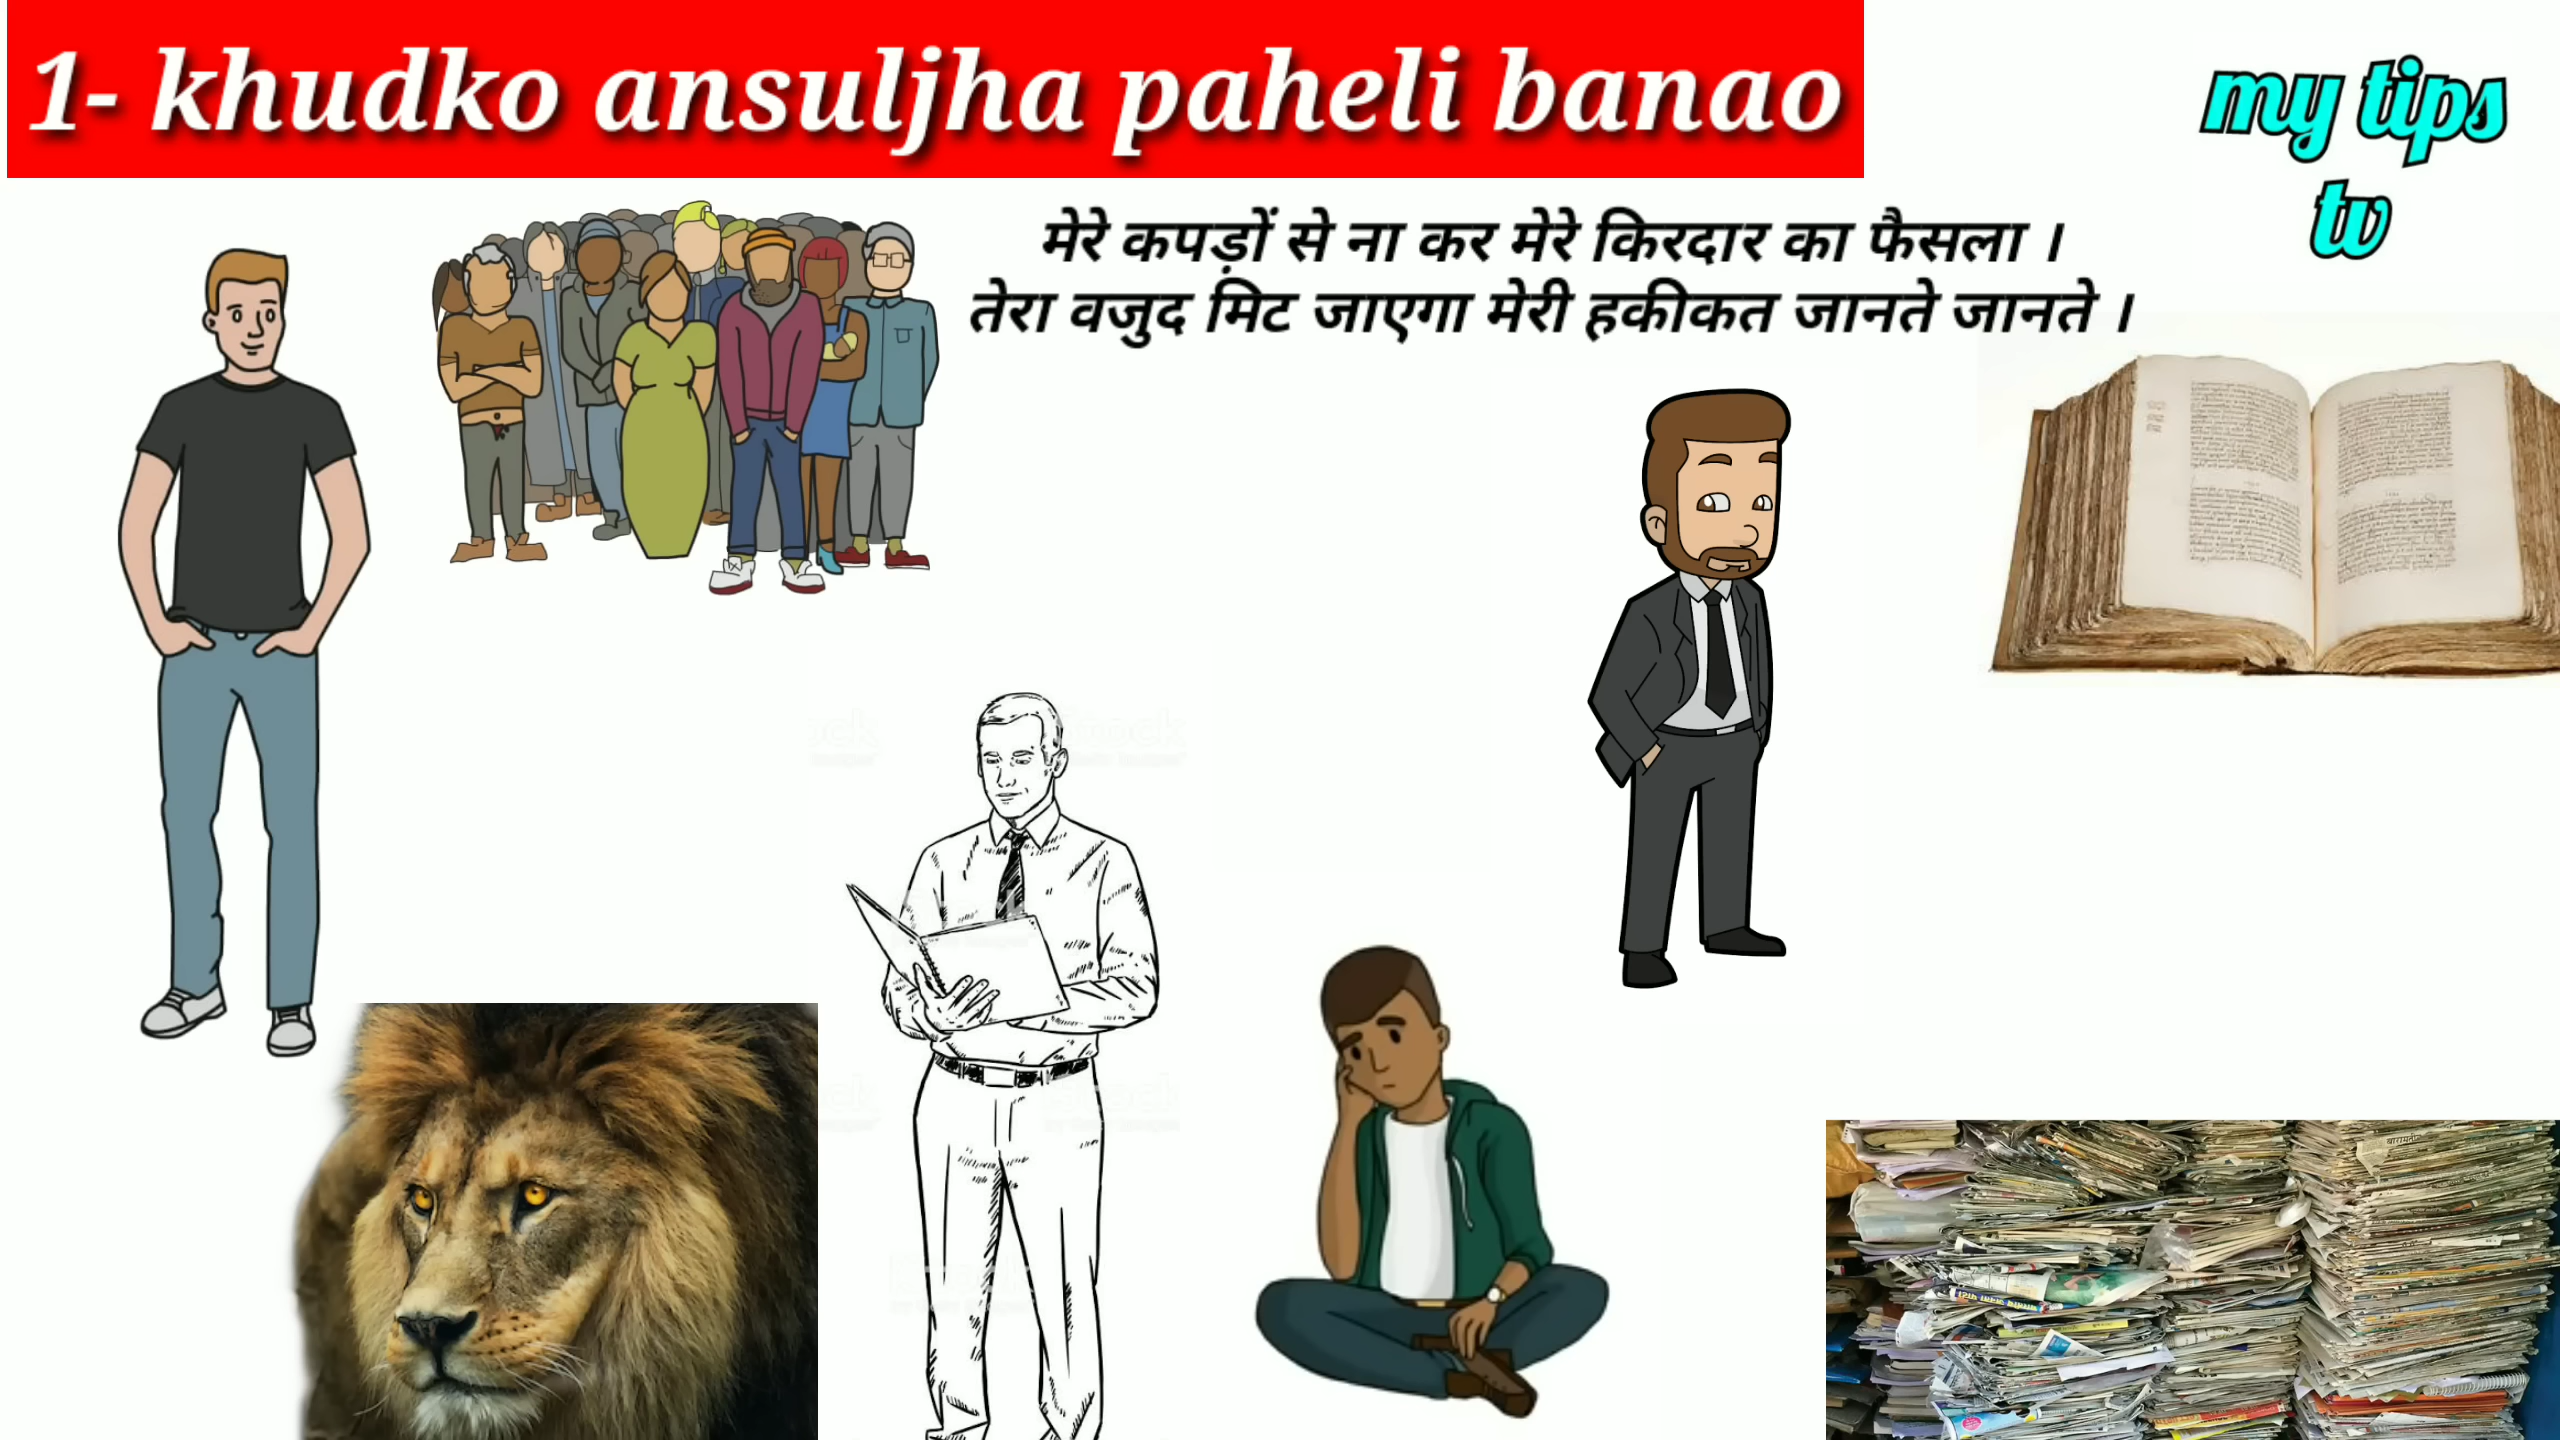 1- khudko ansuljha paheli banao
my tips
tv
मेरे कपड़ों से ना कर मेरे किरदार का फैसला ।
तेरा वजुद मिट जाएगा मेरी हकीकत जानते जानते ।